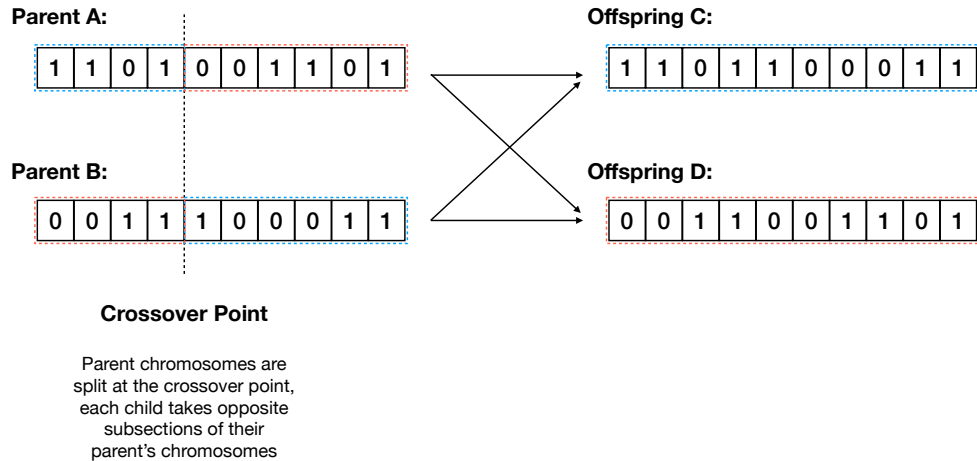 Parent A:
Offspring C:
1 1 0 1 0 0 1 1 0 1
1 1 0 1 1 0 0 0 1 1
Parent B:
Offspring D:
0 0 1 1 1 0 0 0 1 1
0 0 1 1 0 0 1 1 0 1
Crossover Point
Parent chromosomes are
split at the crossover point,
each child takes opposite
subsections of their
parent's chromosomes